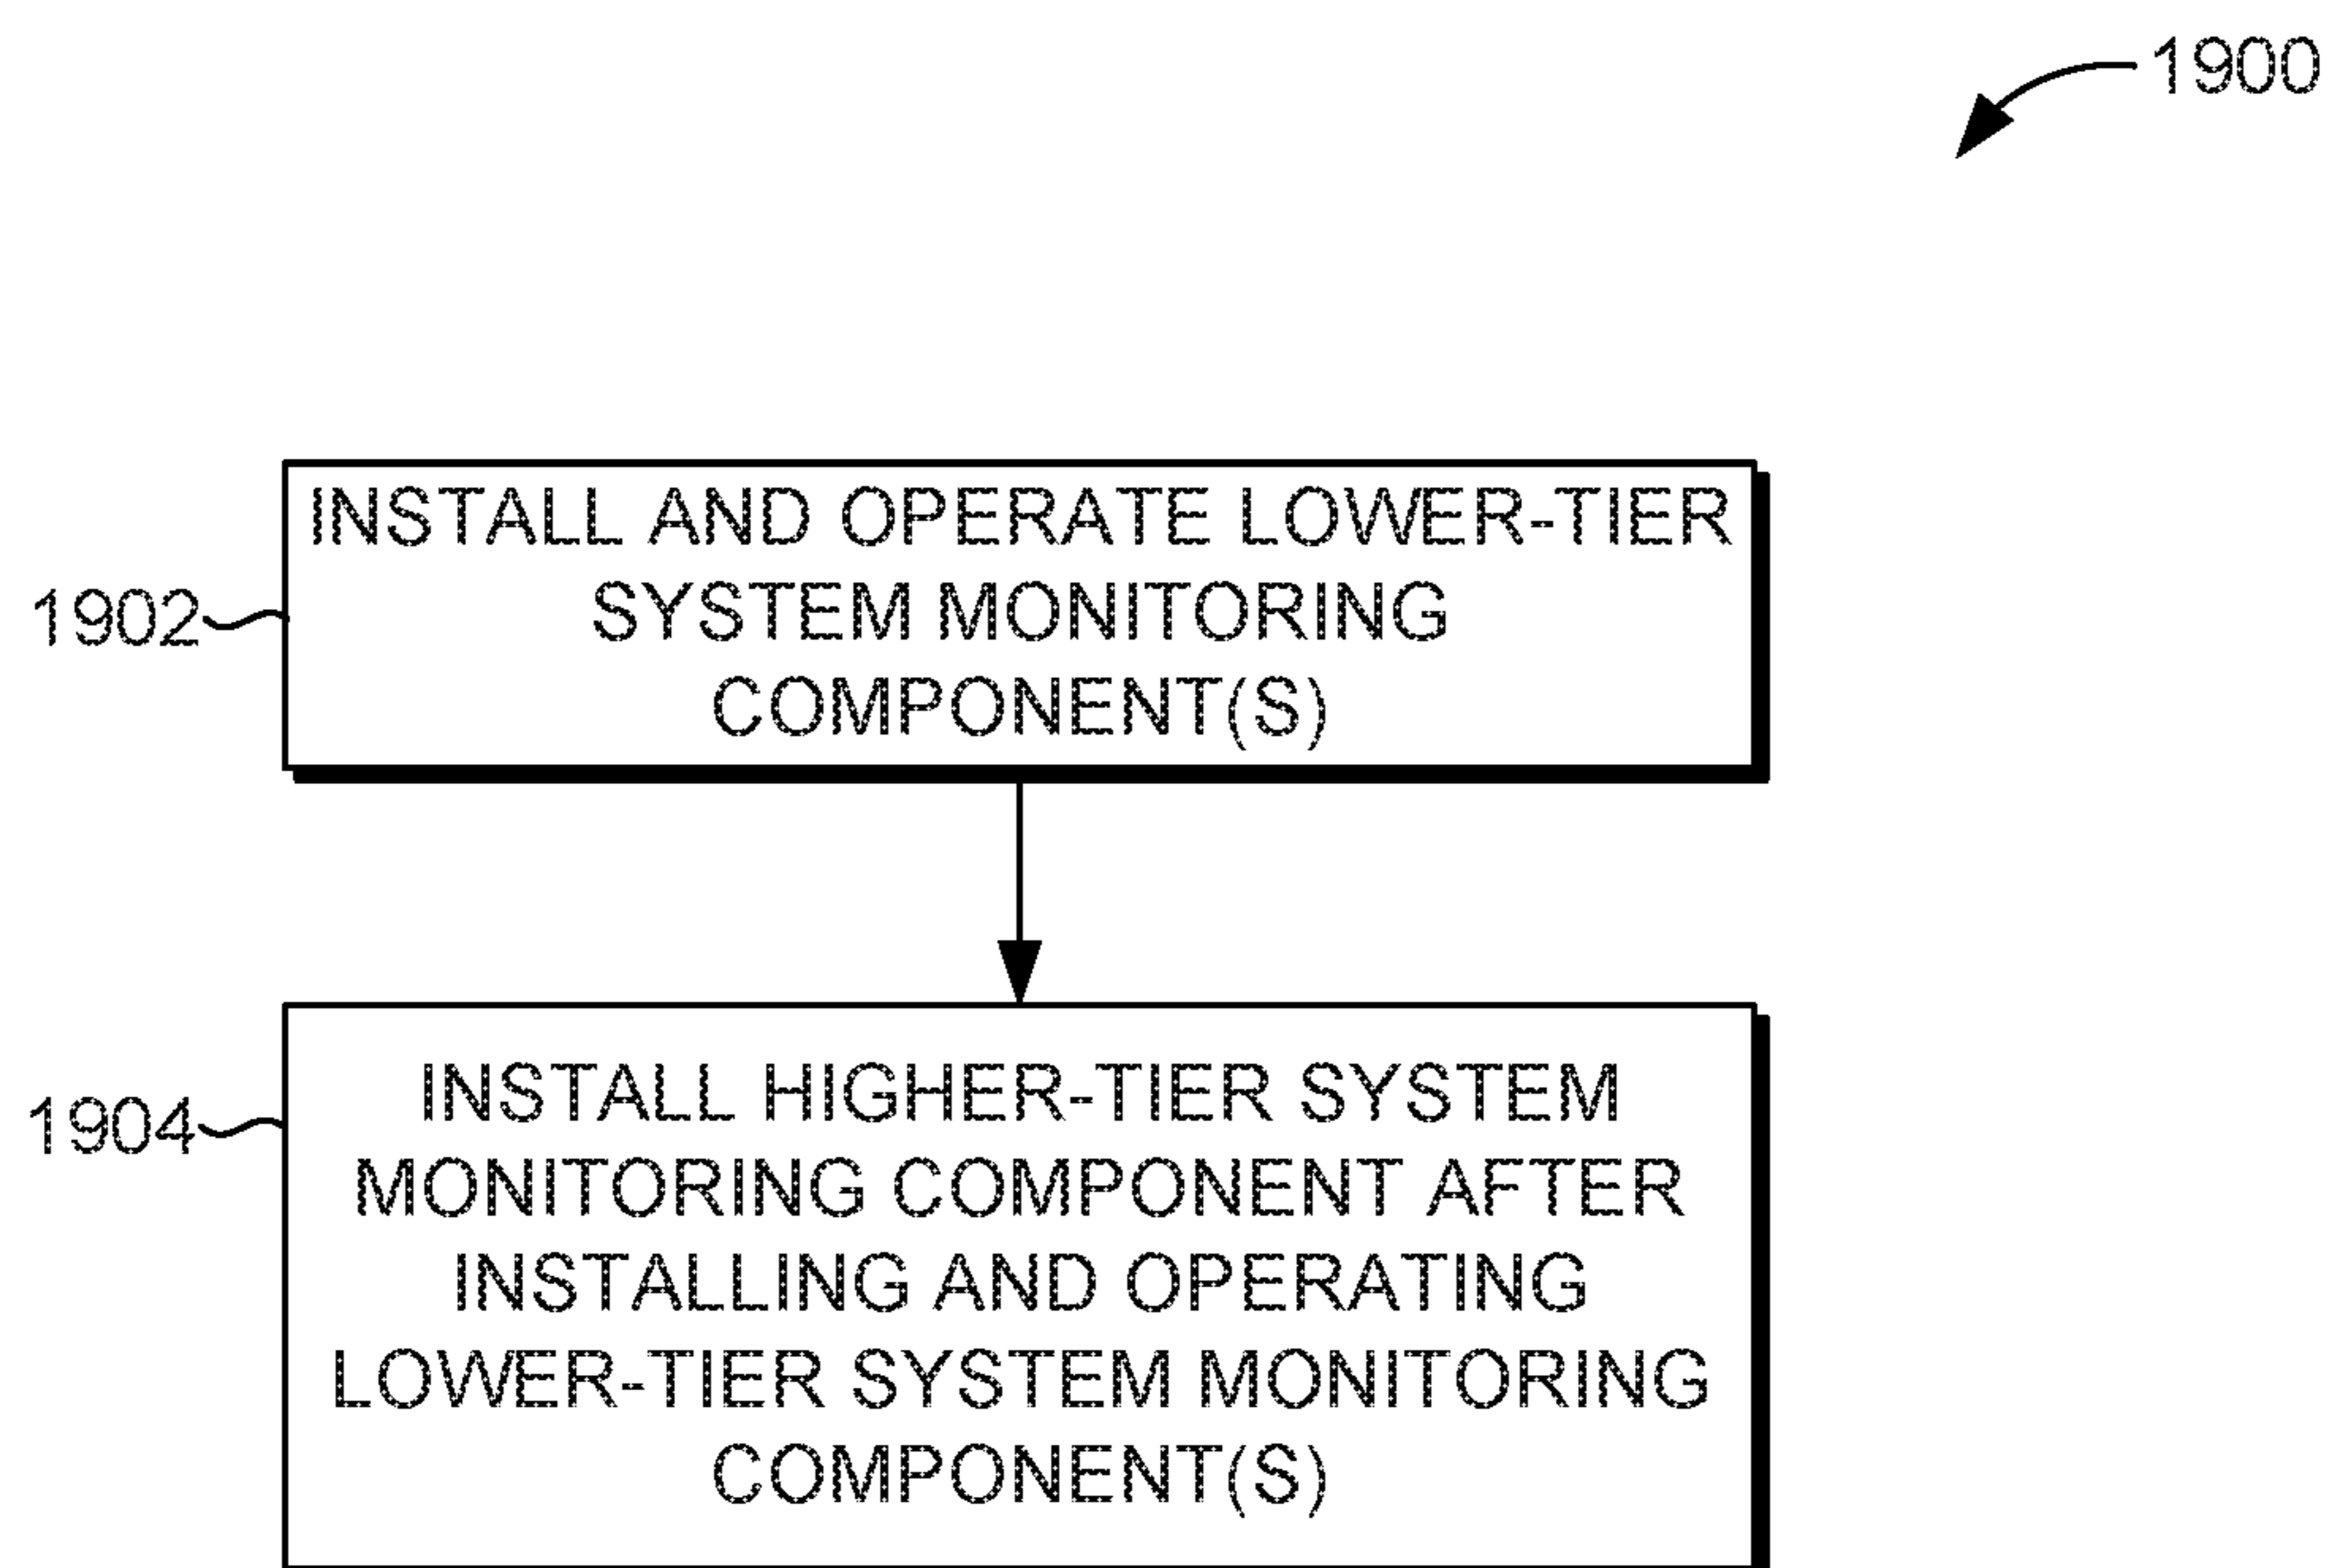 1900
1902
INSTALL AND OPERATE LOWER-TIER
SYSTEM MONITORING
COMPONENT(S)
1904
INSTALL HIGHER-TIER SYSTEM
MONITORING COMPONENT AFTER
INSTALLING AND OPERATING
LOWER-TIER SYSTEM MONITORING
COMPONENT(S)